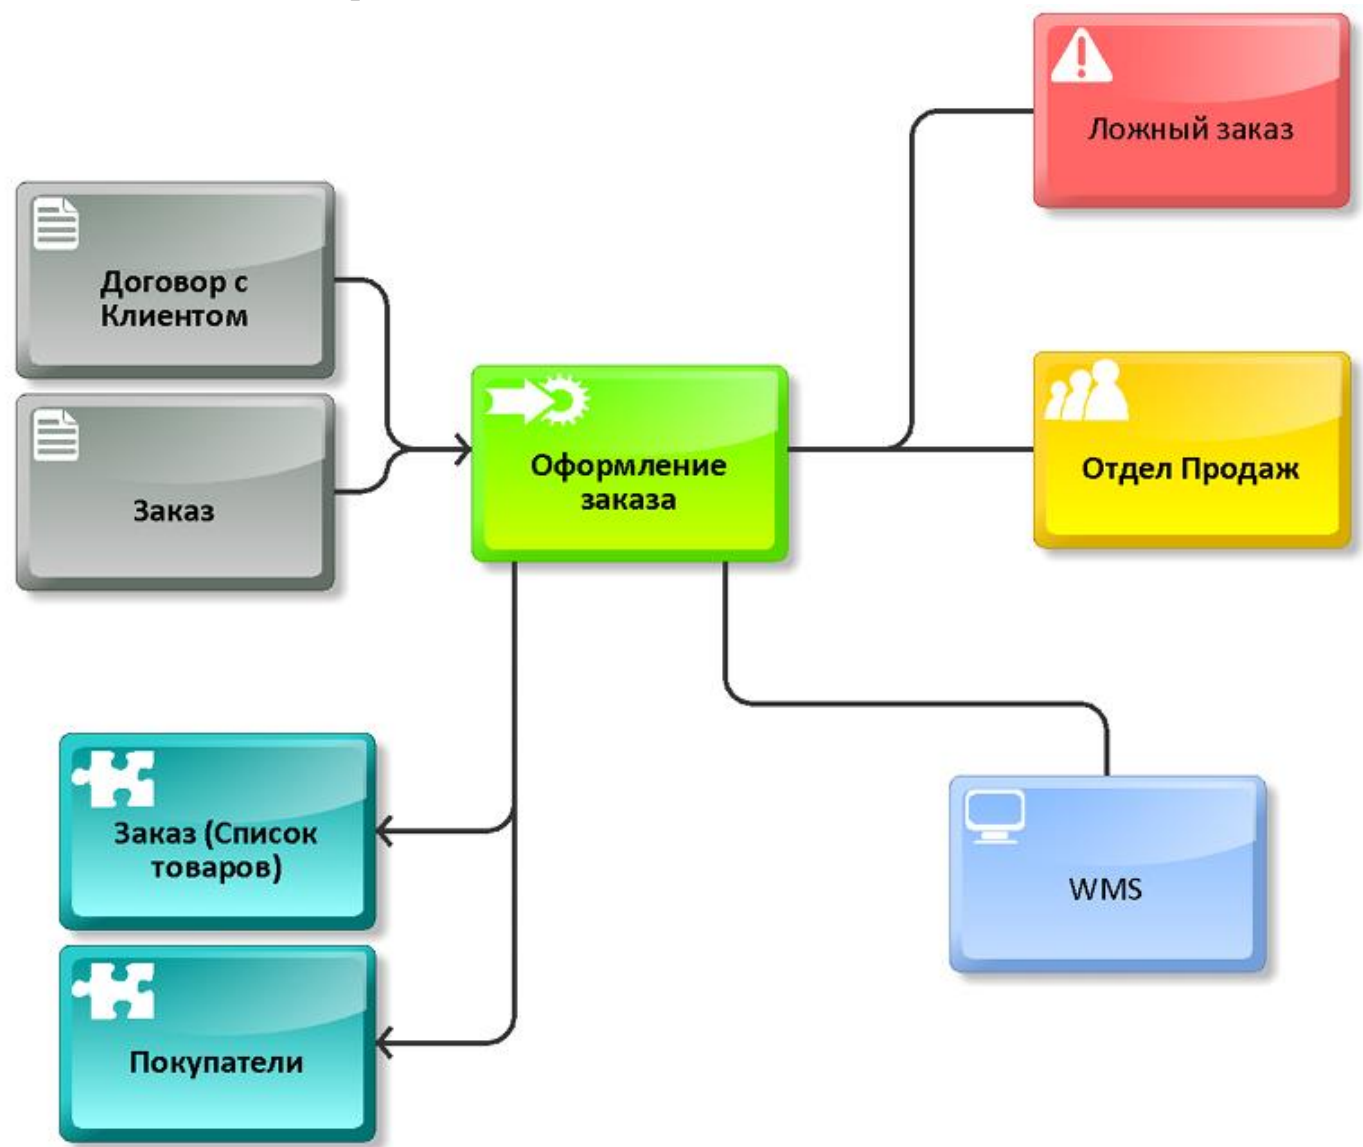 Ложный заказ
Договор с
Клиентом
Заказ
Оформление
заказа
Отдел Продаж
Заказ (Список
товаров)
WMS
Покупатели